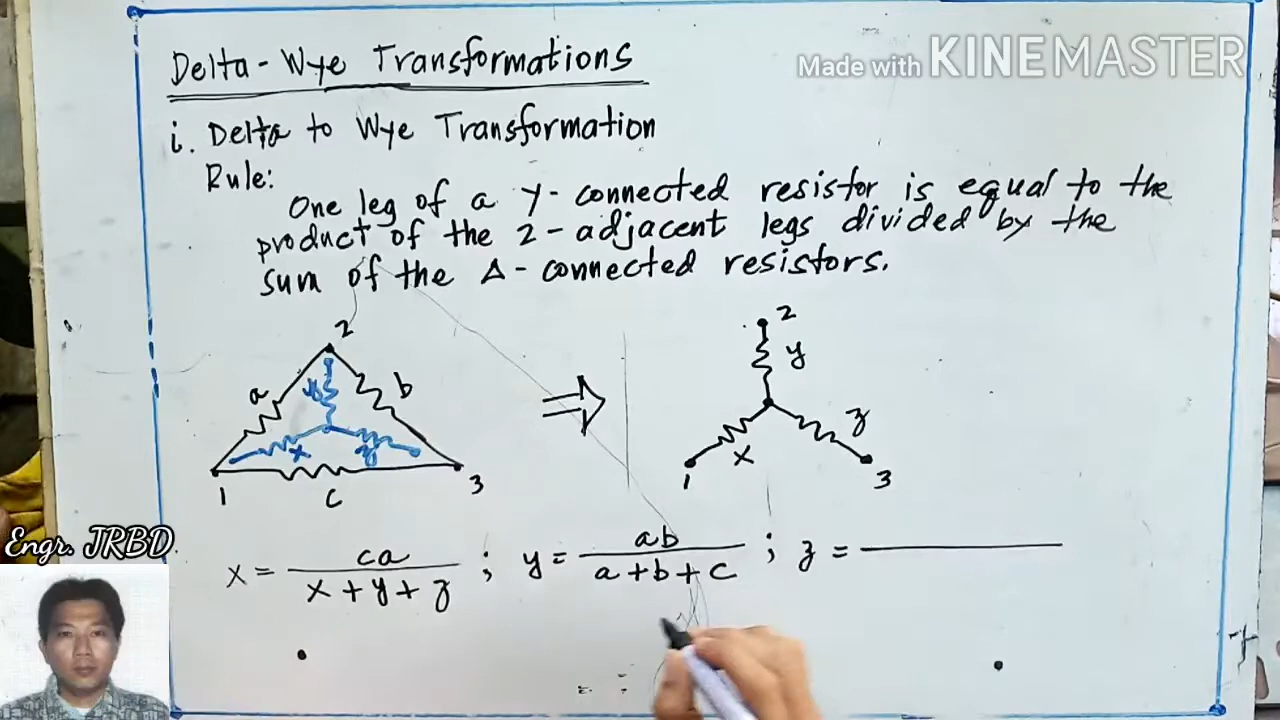 Delta - Wye Transformations
Made with KINEMASTER
i. Delta to Wye Transformation
Rule:
One leg of a Y-connected resistor is equal to the
product of the 2-adjacent legs divided by the
sum of the Δ-connected resistors.
2
a
b
y
x
z
1
c
3
⇒
2
y
x
z
1
3
x = ca / x + y + z ; y = ab / a + b + c ; z =
Engr. JRBD